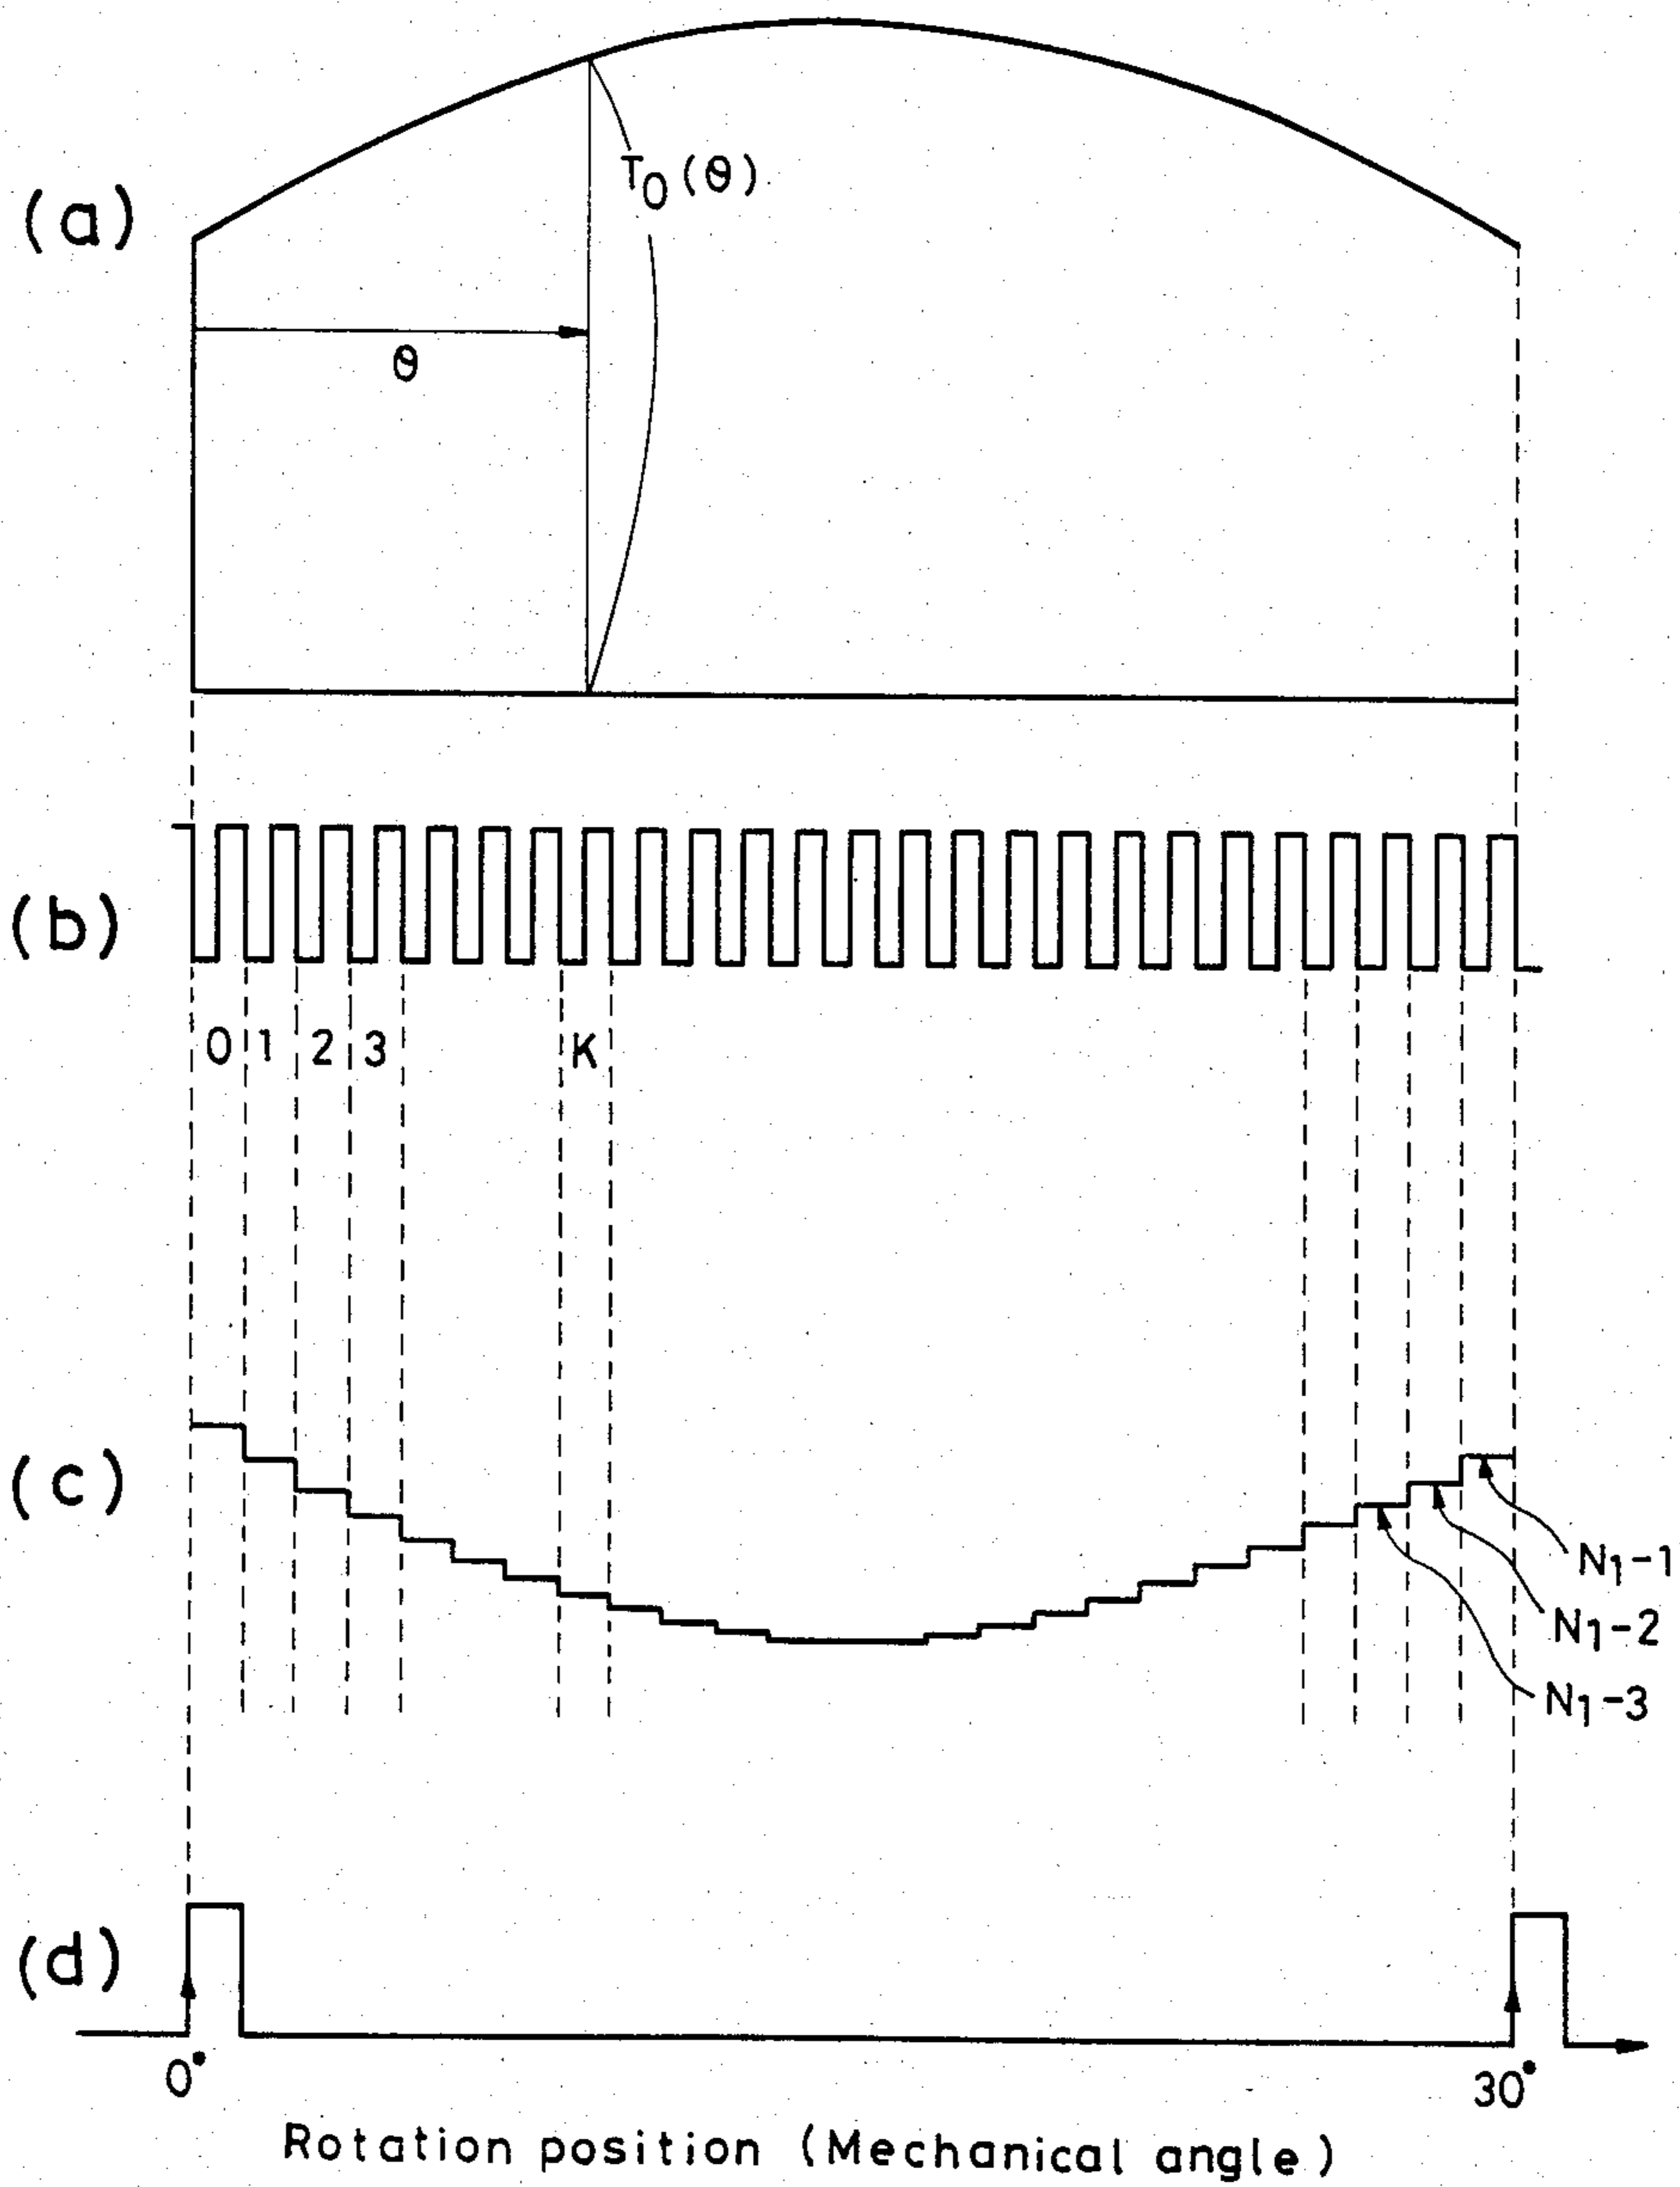 (a)
T0(θ)
θ
(b)
0 1 2 3 K
(c)
N1-1
N1-2
N1-3
(d)
0° 30°
Rotation position (Mechanical angle)